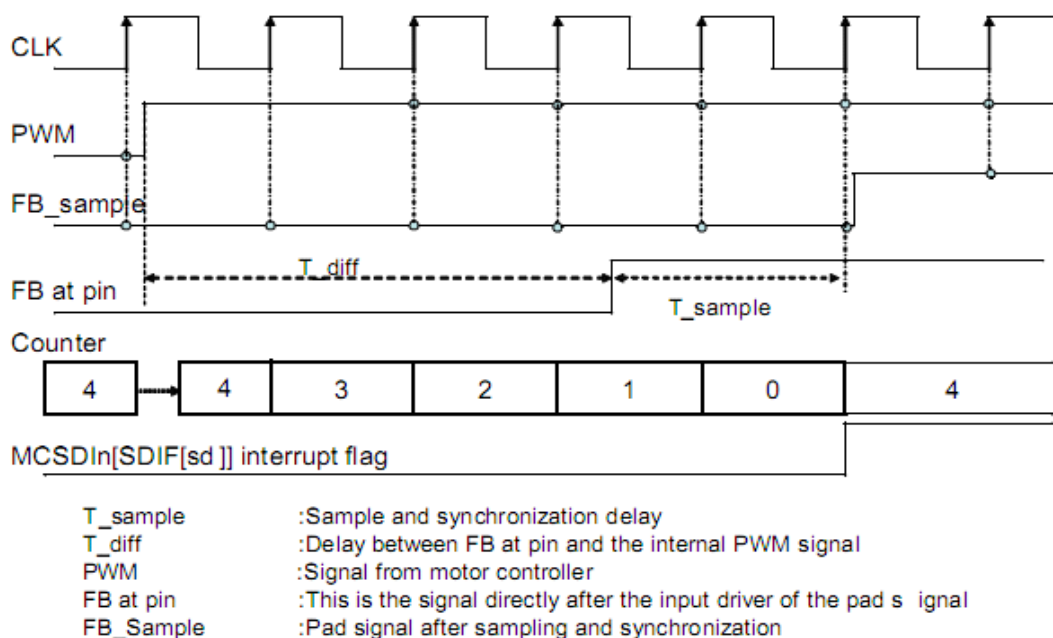 CLK
PWM
FB_sample
T_diff
FB at pin
T_sample
Counter
4 4 3 2 1 0 4
MCSDIn[SDIF[sd ]] interrupt flag
T_sample :Sample and synchronization delay
T_diff :Delay between FB at pin and the internal PWM signal
PWM :Signal from motor controller
FB at pin :This is the signal directly after the input driver of the pad s ignal
FB_Sample :Pad signal after sampling and synchronization